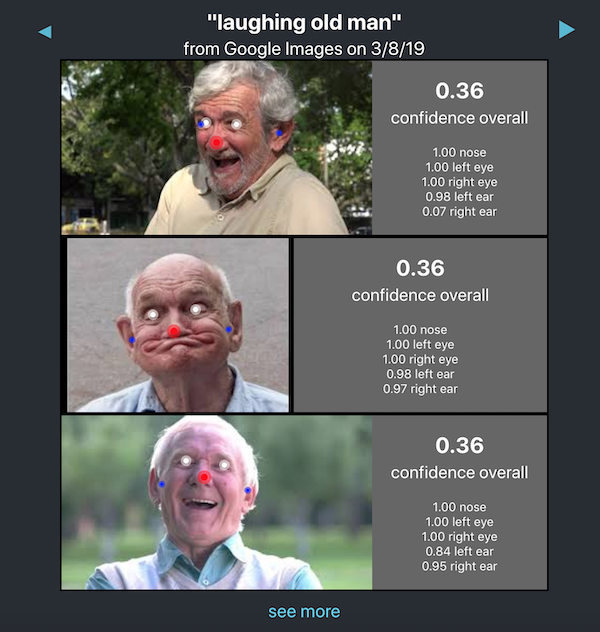 "laughing old man"
from Google Images on 3/8/19
0.36
confidence overall
1.00 nose
1.00 left eye
1.00 right eye
0.98 left ear
0.07 right ear
0.36
confidence overall
1.00 nose
1.00 left eye
1.00 right eye
0.98 left ear
0.97 right ear
0.36
confidence overall
1.00 nose
1.00 left eye
1.00 right eye
0.84 left ear
0.95 right ear
see more